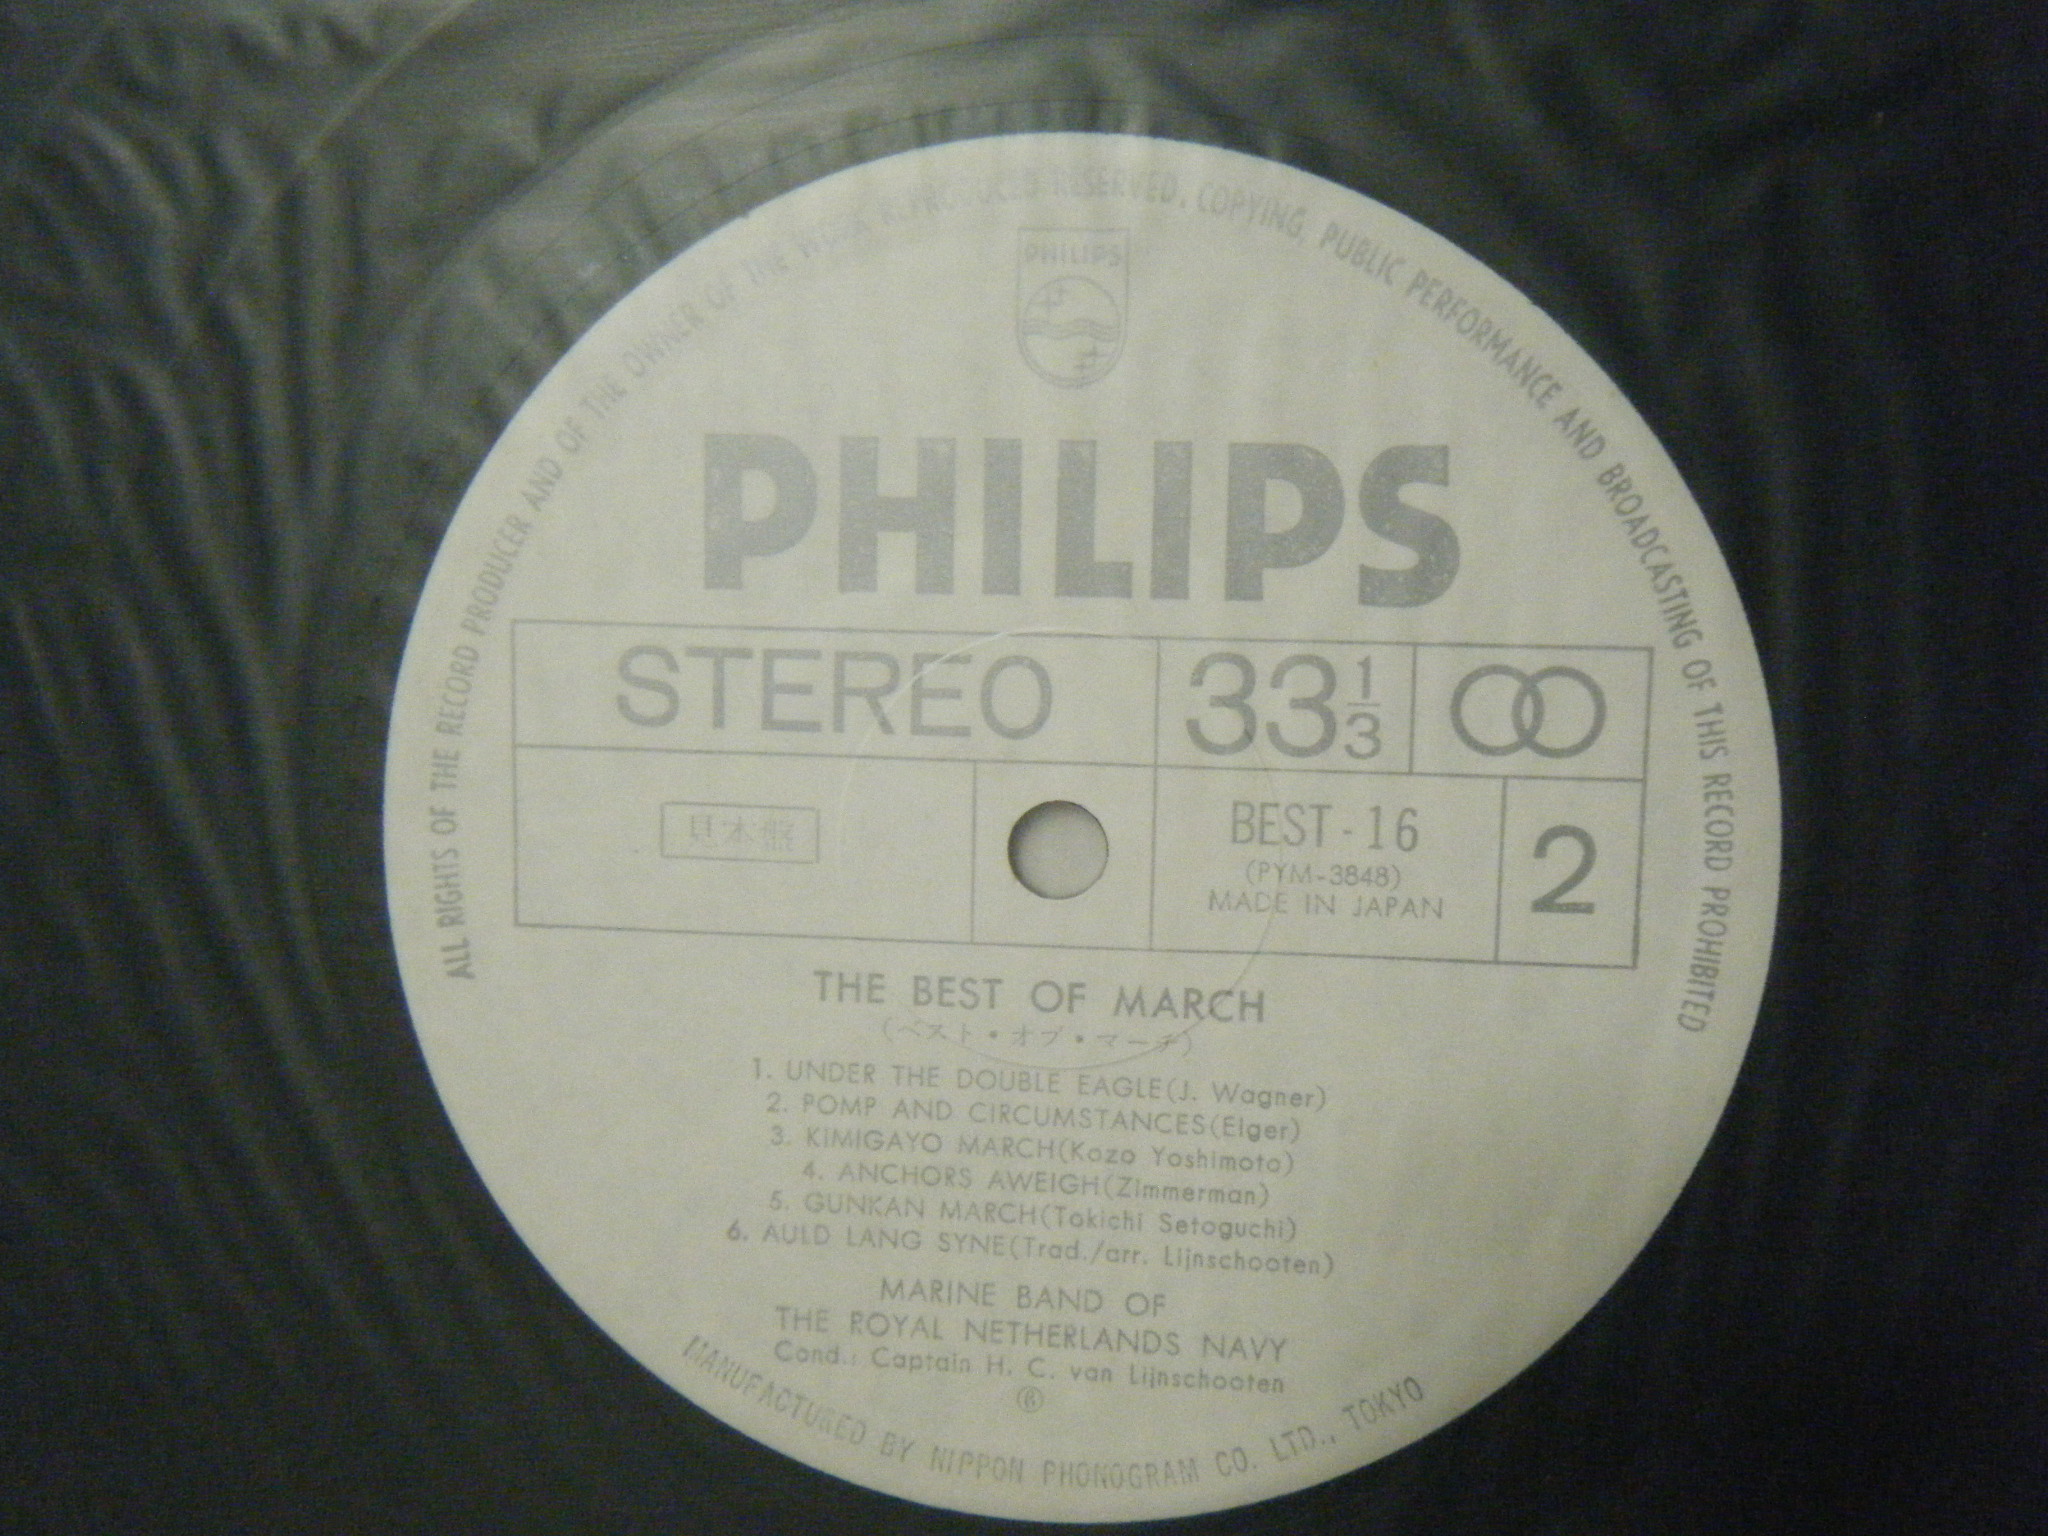 ALL RIGHTS OF THE RECORD PRODUCER AND OF THE OWNER OF THE WORK REPRODUCED RESERVED. COPYING, PUBLIC PERFORMANCE AND BROADCASTING OF THIS RECORD PROHIBITED
PHILIPS
PHILIPS
STEREO 33 1/3
見本盤
BEST-16
(PYM-3848)
MADE IN JAPAN
2
THE BEST OF MARCH
(ベスト・オブ・マーチ)
1. UNDER THE DOUBLE EAGLE(J. Wagner)
2. POMP AND CIRCUMSTANCES(Elger)
3. KIMIGAYO MARCH(Kozo Yoshimoto)
4. ANCHORS AWEIGH(Zimmerman)
5. GUNKAN MARCH(Tokichi Setoguchi)
6. AULD LANG SYNE(Trad./arr. Lijnschooten)
MARINE BAND OF
THE ROYAL NETHERLANDS NAVY
Cond.: Captain H. C. van Lijnschooten
®
MANUFACTURED BY NIPPON PHONOGRAM CO. LTD., TOKYO